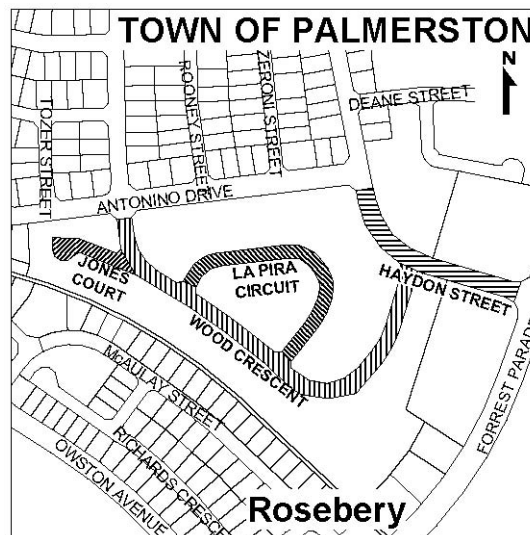 TOWN OF PALMERSTON
N
DEANE STREET
TOZER STREET
ROONEY STREET
ZERONI STREET
ANTONINO DRIVE
JONES
COURT
LA PIRA
CIRCUIT
HAYDON STREET
WOOD CRESCENT
McAULAY STREET
RICHARDS CRESCE
OWSTON AVENUE
FORREST PARADE
Rosebery